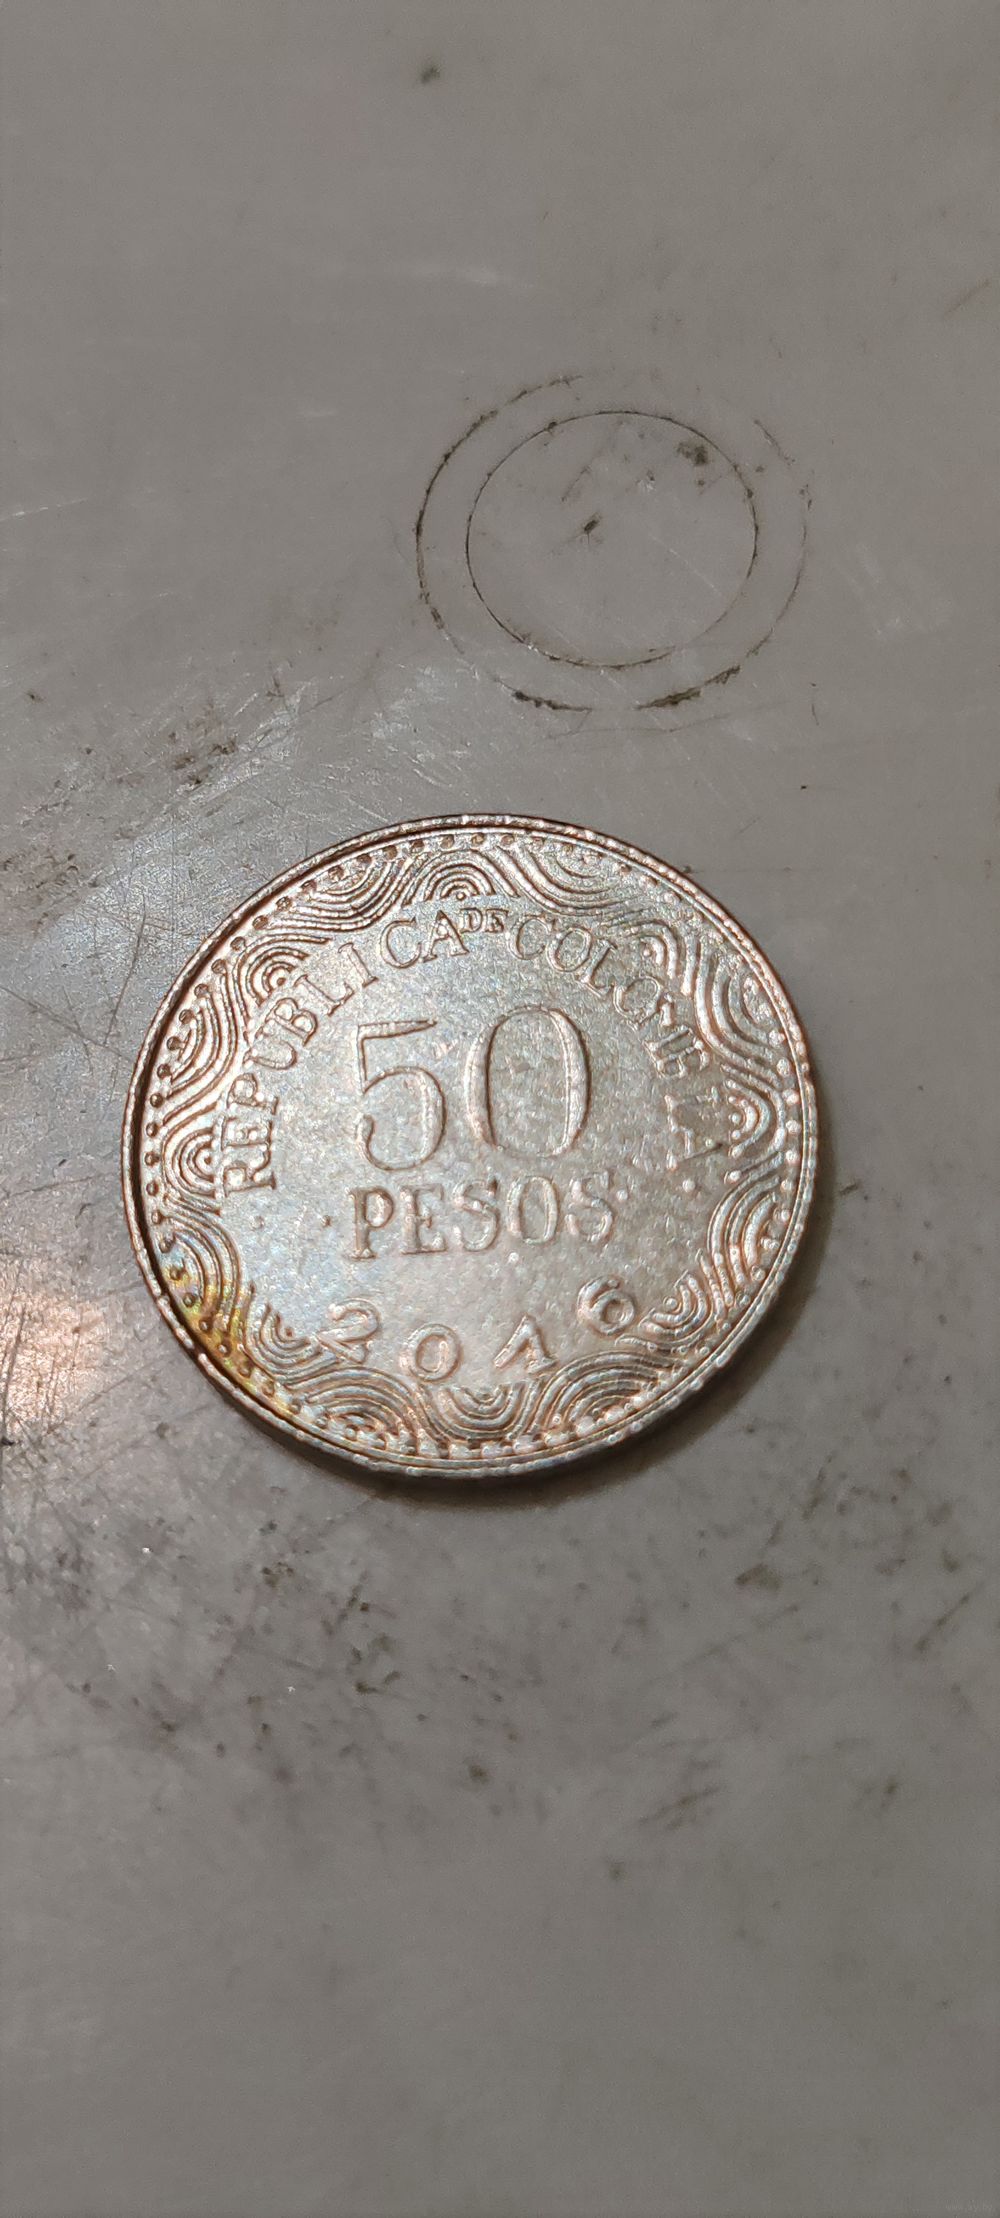 REPUBLICA DE COLOMBIA
50
PESOS
2016